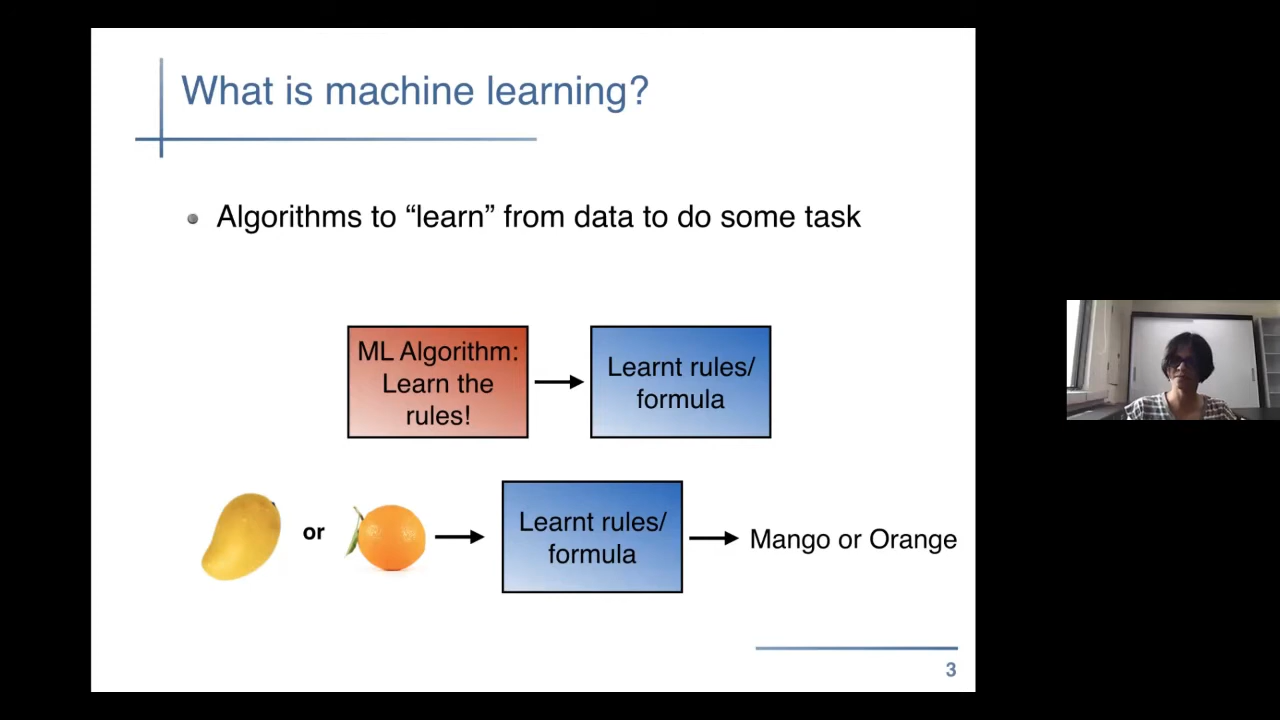 What is machine learning?
Algorithms to “learn” from data to do some task
ML Algorithm:
Learn the
rules!
Learnt rules/
formula
or
Learnt rules/
formula
Mango or Orange
3